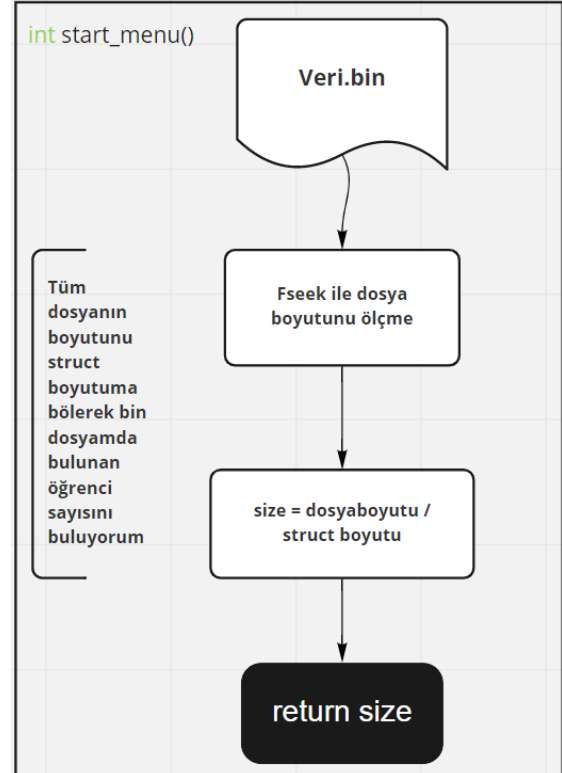 int start_menu()
Veri.bin
Fseek ile dosya
boyutunu ölçme
Tüm
dosyanın
boyutunu
struct
boyutuma
bölerek bin
dosyamda
bulunan
öğrenci
sayısını
buluyorum
size = dosyaboyutu /
struct boyutu
return size